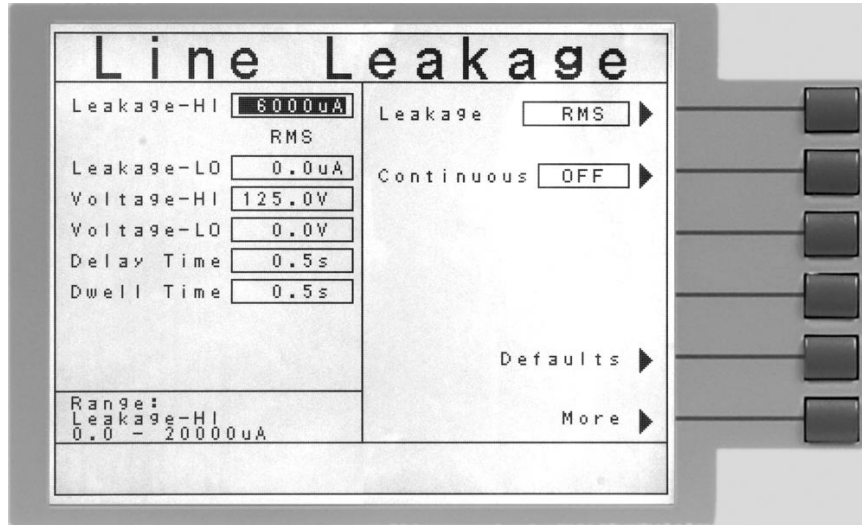 Line Leakage
Leakage-HI 6000uA
RMS
Leakage-LO 0.0uA
Voltage-HI 125.0V
Voltage-LO 0.0V
Delay Time 0.5s
Dwell Time 0.5s
Leakage RMS
Continuous OFF
Defaults
More
Range:
Leakage-HI
0.0 - 20000uA